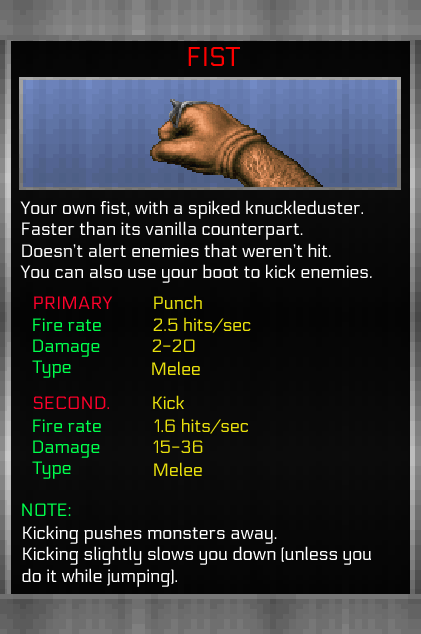 FIST
Your own fist, with a spiked knuckleduster.
Faster than its vanilla counterpart.
Doesn't alert enemies that weren't hit.
You can also use your boot to kick enemies.
PRIMARY Punch
Fire rate 2.5 hits/sec
Damage 2-20
Type Melee
SECOND. Kick
Fire rate 1.6 hits/sec
Damage 15-36
Type Melee
NOTE:
Kicking pushes monsters away.
Kicking slightly slows you down (unless you
do it while jumping).